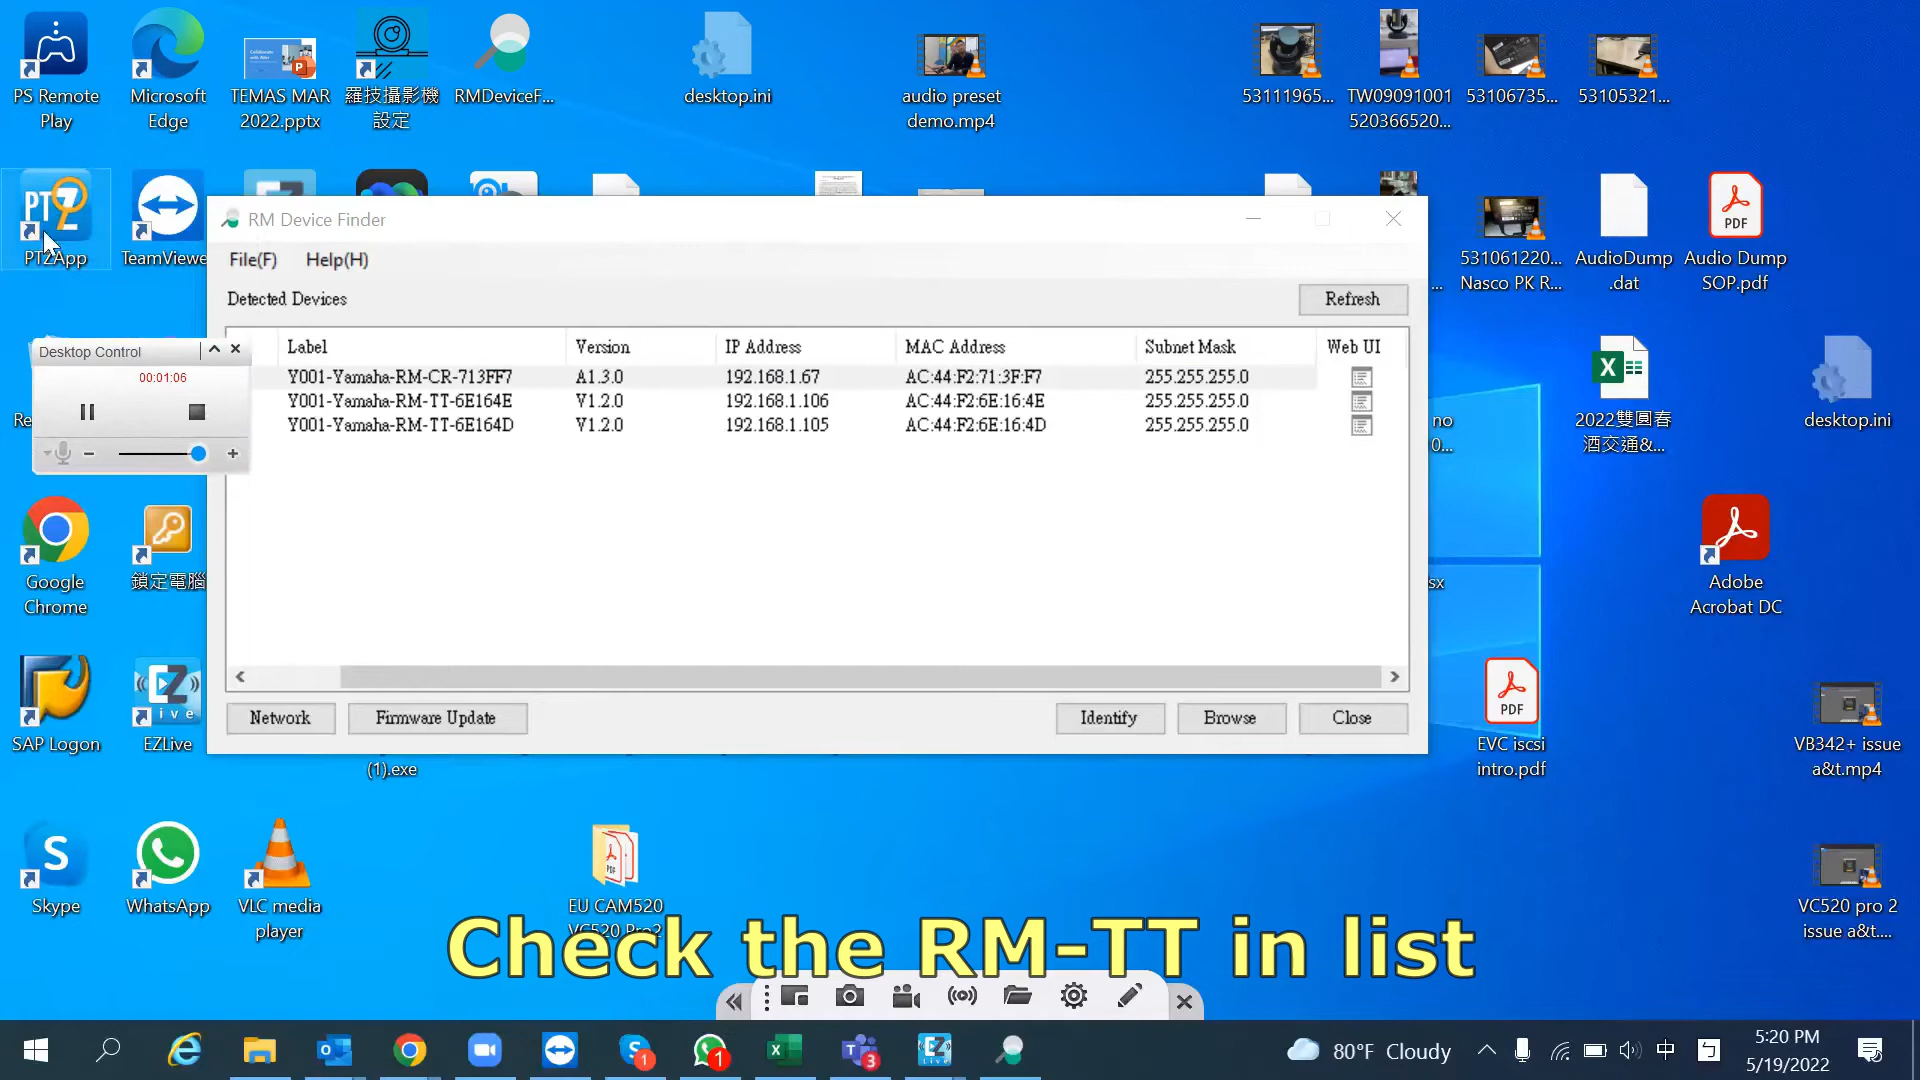 PS Remote
Play
Microsoft
Edge
TEMAS MAR
2022.pptx
羅技攝影機
設定
RMDeviceF...
desktop.ini
audio preset
demo.mp4
53111965...
TW09091001
520366520...
53106735...
53105321...
PTZApp
TeamViewe
531061220...
Nasco PK R...
AudioDump
.dat
PDF
Audio Dump
SOP.pdf
RM Device Finder
File(F)
Help(H)
Detected Devices
Refresh
Label
Version
IP Address
MAC Address
Subnet Mask
Web UI
Y001-Yamaha-RM-CR-713FF7
A1.3.0
192.168.1.67
AC:44:F2:71:3F:F7
255.255.255.0
Y001-Yamaha-RM-TT-6E164E
V1.2.0
192.168.1.106
AC:44:F2:6E:16:4E
255.255.255.0
Y001-Yamaha-RM-TT-6E164D
V1.2.0
192.168.1.105
AC:44:F2:6E:16:4D
255.255.255.0
Network
Firmware Update
Identify
Browse
Close
Desktop Control
00:01:06
Re
no
0...
2022雙圓春
酒交通&...
desktop.ini
Google
Chrome
鎖定電腦
sx
Adobe
Acrobat DC
SAP Logon
EZLive
(1).exe
PDF
EVC iscsi
intro.pdf
VB342+ issue
a&t.mp4
Skype
WhatsApp
VLC media
player
EU CAM520
VC520 Pro2
VC520 pro 2
issue a&t....
Check the RM-TT in list
80°F Cloudy
中
5:20 PM
5/19/2022